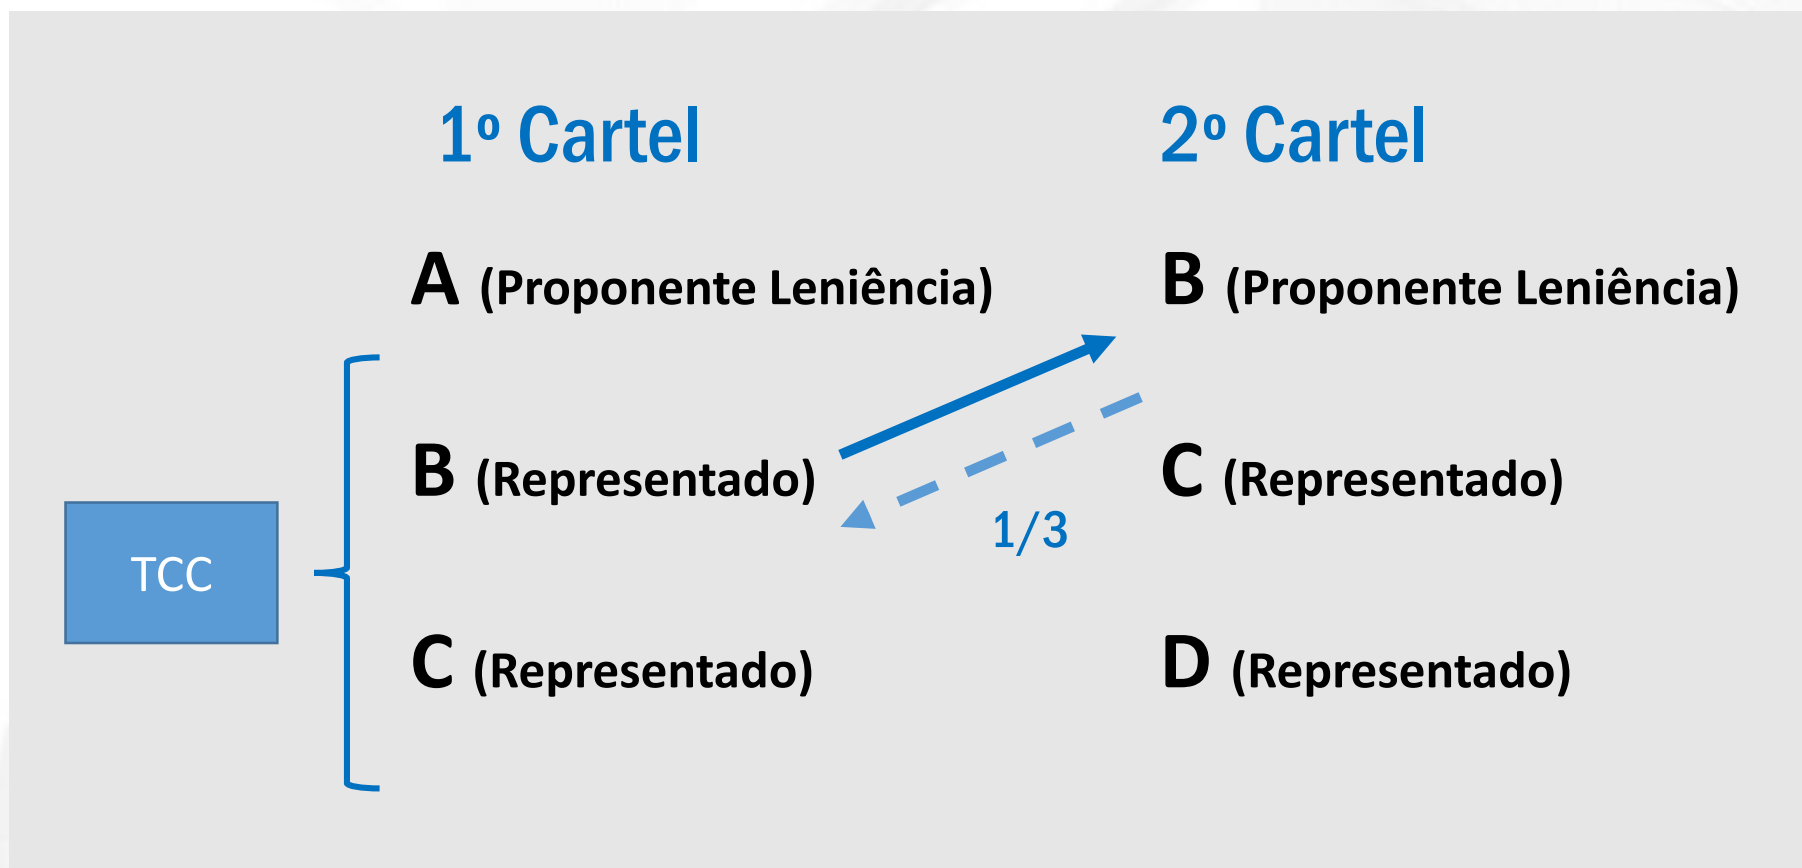 1º Cartel
2º Cartel
A (Proponente Leniência)
B (Proponente Leniência)
B (Representado)
C (Representado)
1/3
TCC
C (Representado)
D (Representado)